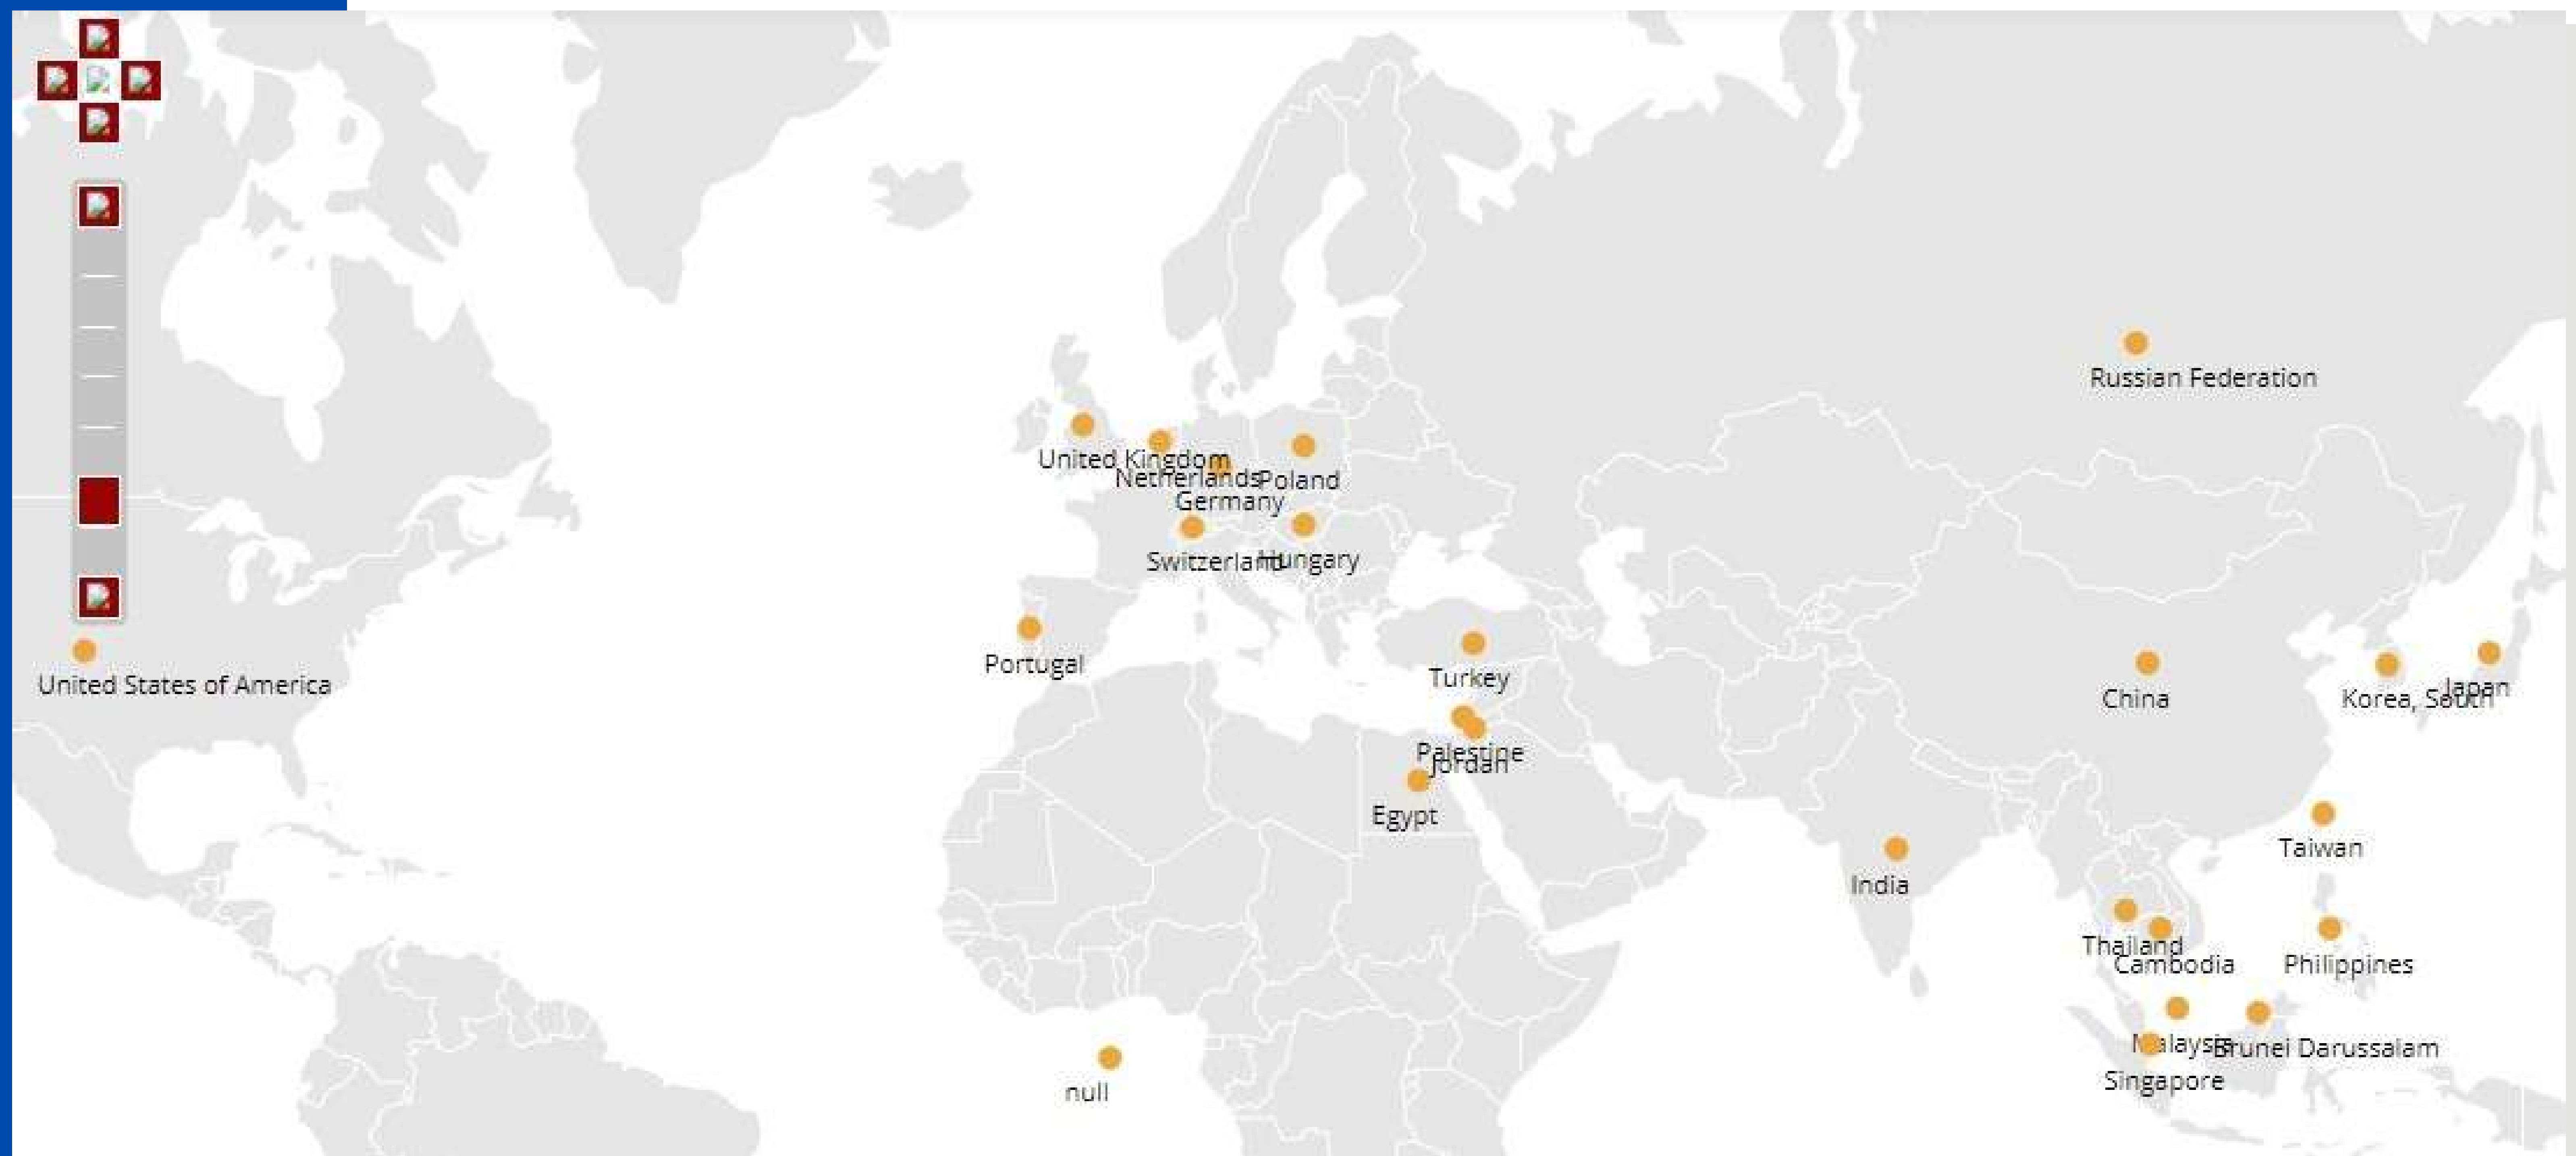 Russian Federation
United Kingdom
Netherlands
Poland
Germany
Switzerland
Hungary
Portugal
Turkey
United States of America
China
Korea, South
Japan
Palestine
Jordan
Egypt
Taiwan
India
Thailand
Cambodia
Philippines
Malaysia
Brunei Darussalam
Singapore
null